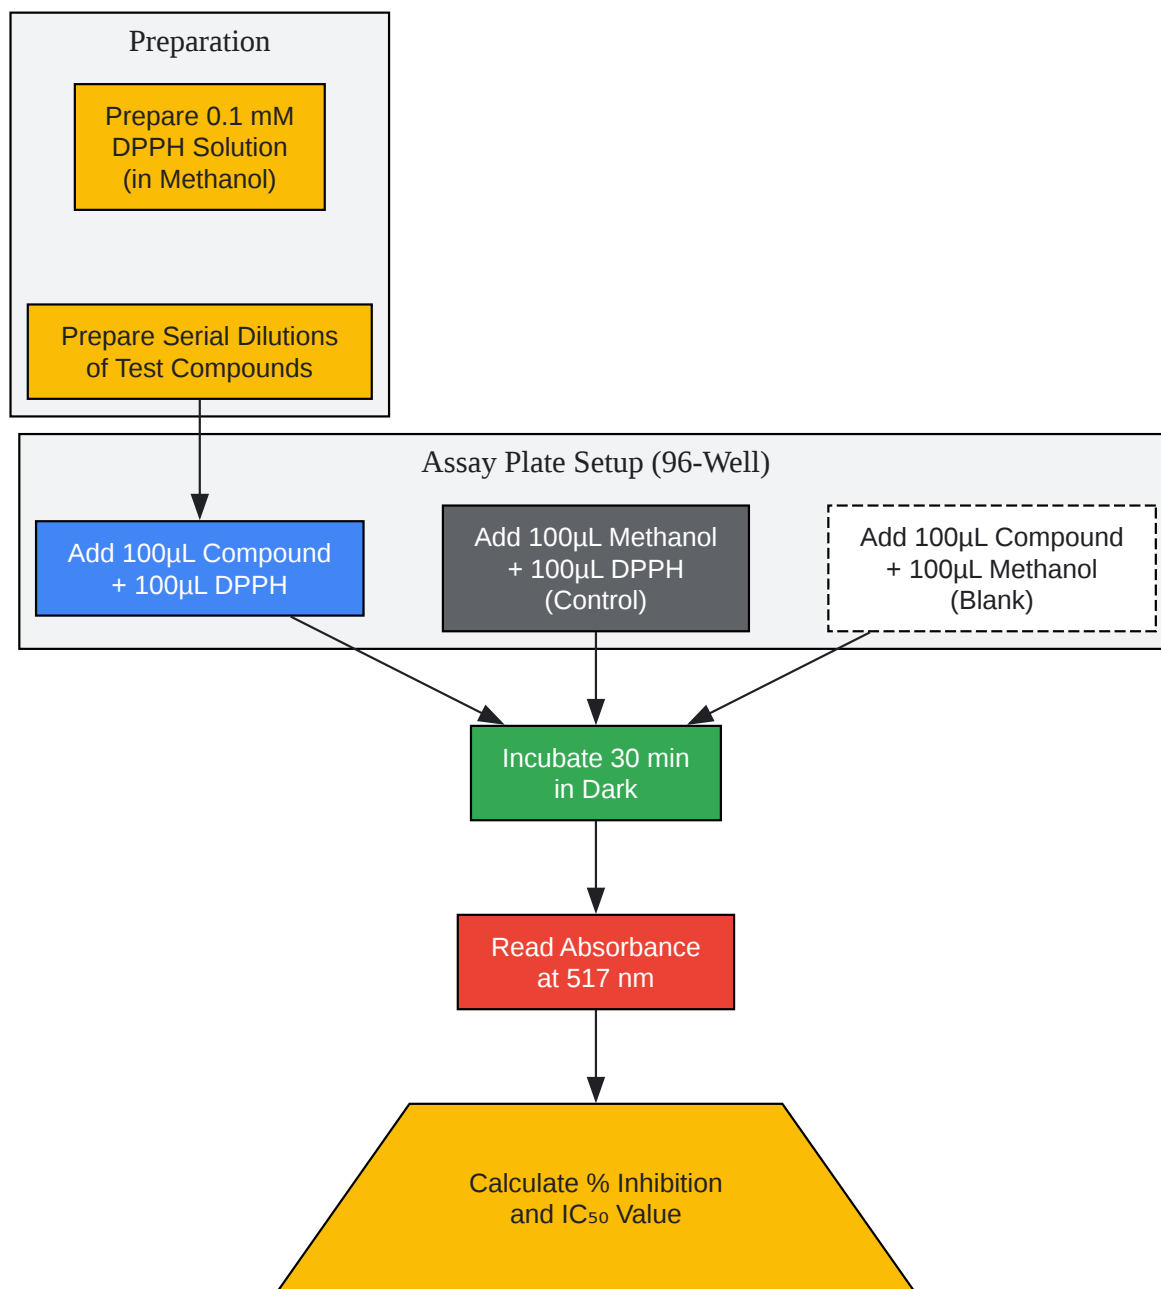 Preparation
Prepare 0.1 mM
DPPH Solution
(in Methanol)
Prepare Serial Dilutions
of Test Compounds
Assay Plate Setup (96-Well)
Add 100µL Compound
+ 100µL DPPH
Add 100µL Methanol
+ 100µL DPPH
(Control)
Add 100µL Compound
+ 100µL Methanol
(Blank)
Incubate 30 min
in Dark
Read Absorbance
at 517 nm
Calculate % Inhibition
and IC₅₀ Value